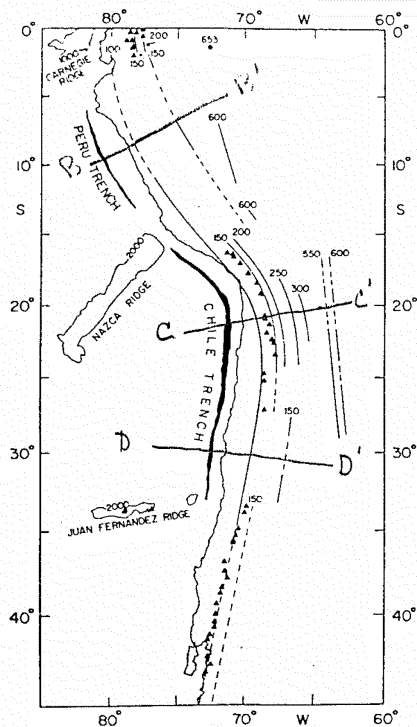 80° 70° W 60°
0° 0°
1000
CARNEGIE
RIDGE
100
200
150
150
653
B'
600
PERU TRENCH
B
10° 10°
S S
600
150
200
2000
NAZCA RIDGE
250
300
550
600
20° 20°
C
C'
CHILE TRENCH
150
30° 30°
D
D'
2000
JUAN FERNANDEZ RIDGE
150
40° 40°
80° 70° W 60°